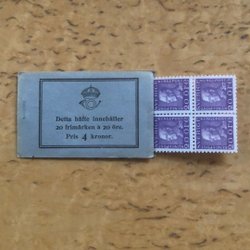 Detta häfte innehåller
20 frimärken à 20 öre.
Pris 4 kronor.